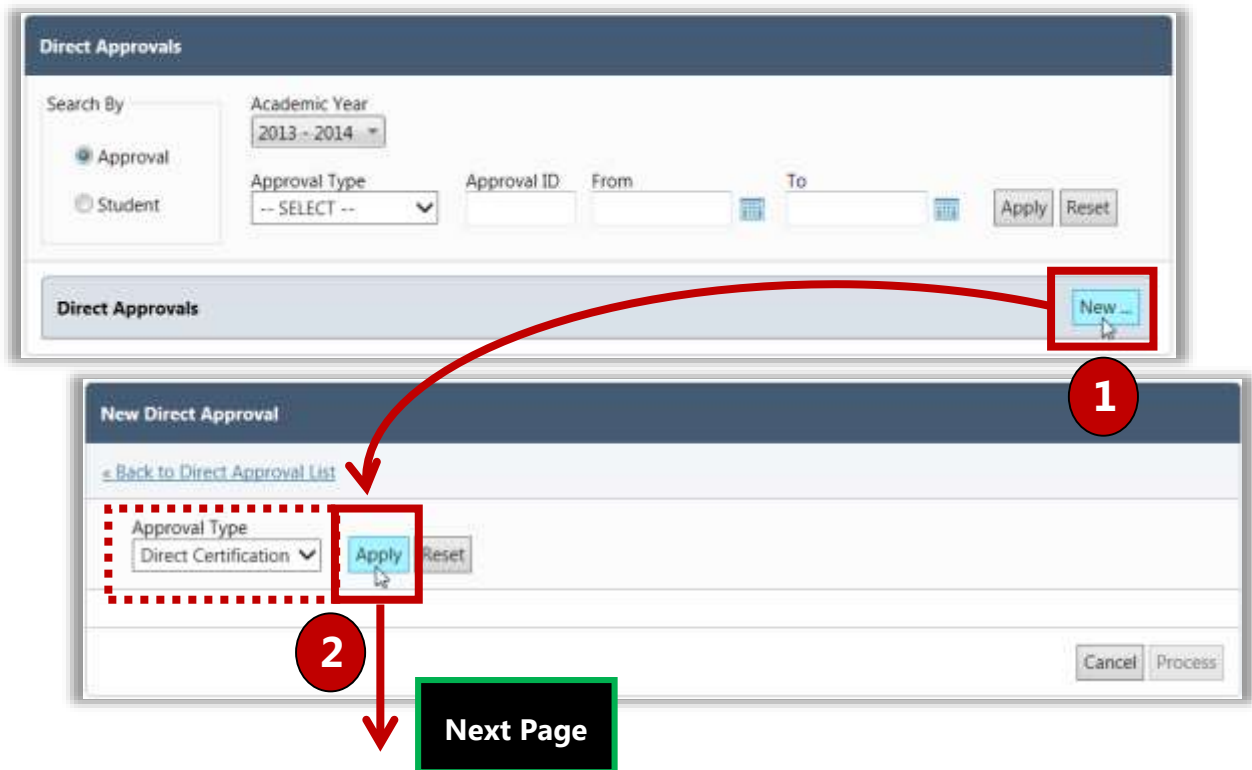 Direct Approvals
Search By
Approval
Student
Academic Year
2013 - 2014
Approval Type
-- SELECT --
Approval ID
From
To
Apply
Reset
Direct Approvals
New ...
1
New Direct Approval
« Back to Direct Approval List
Approval Type
Direct Certification
Apply
Reset
2
Cancel
Process
Next Page